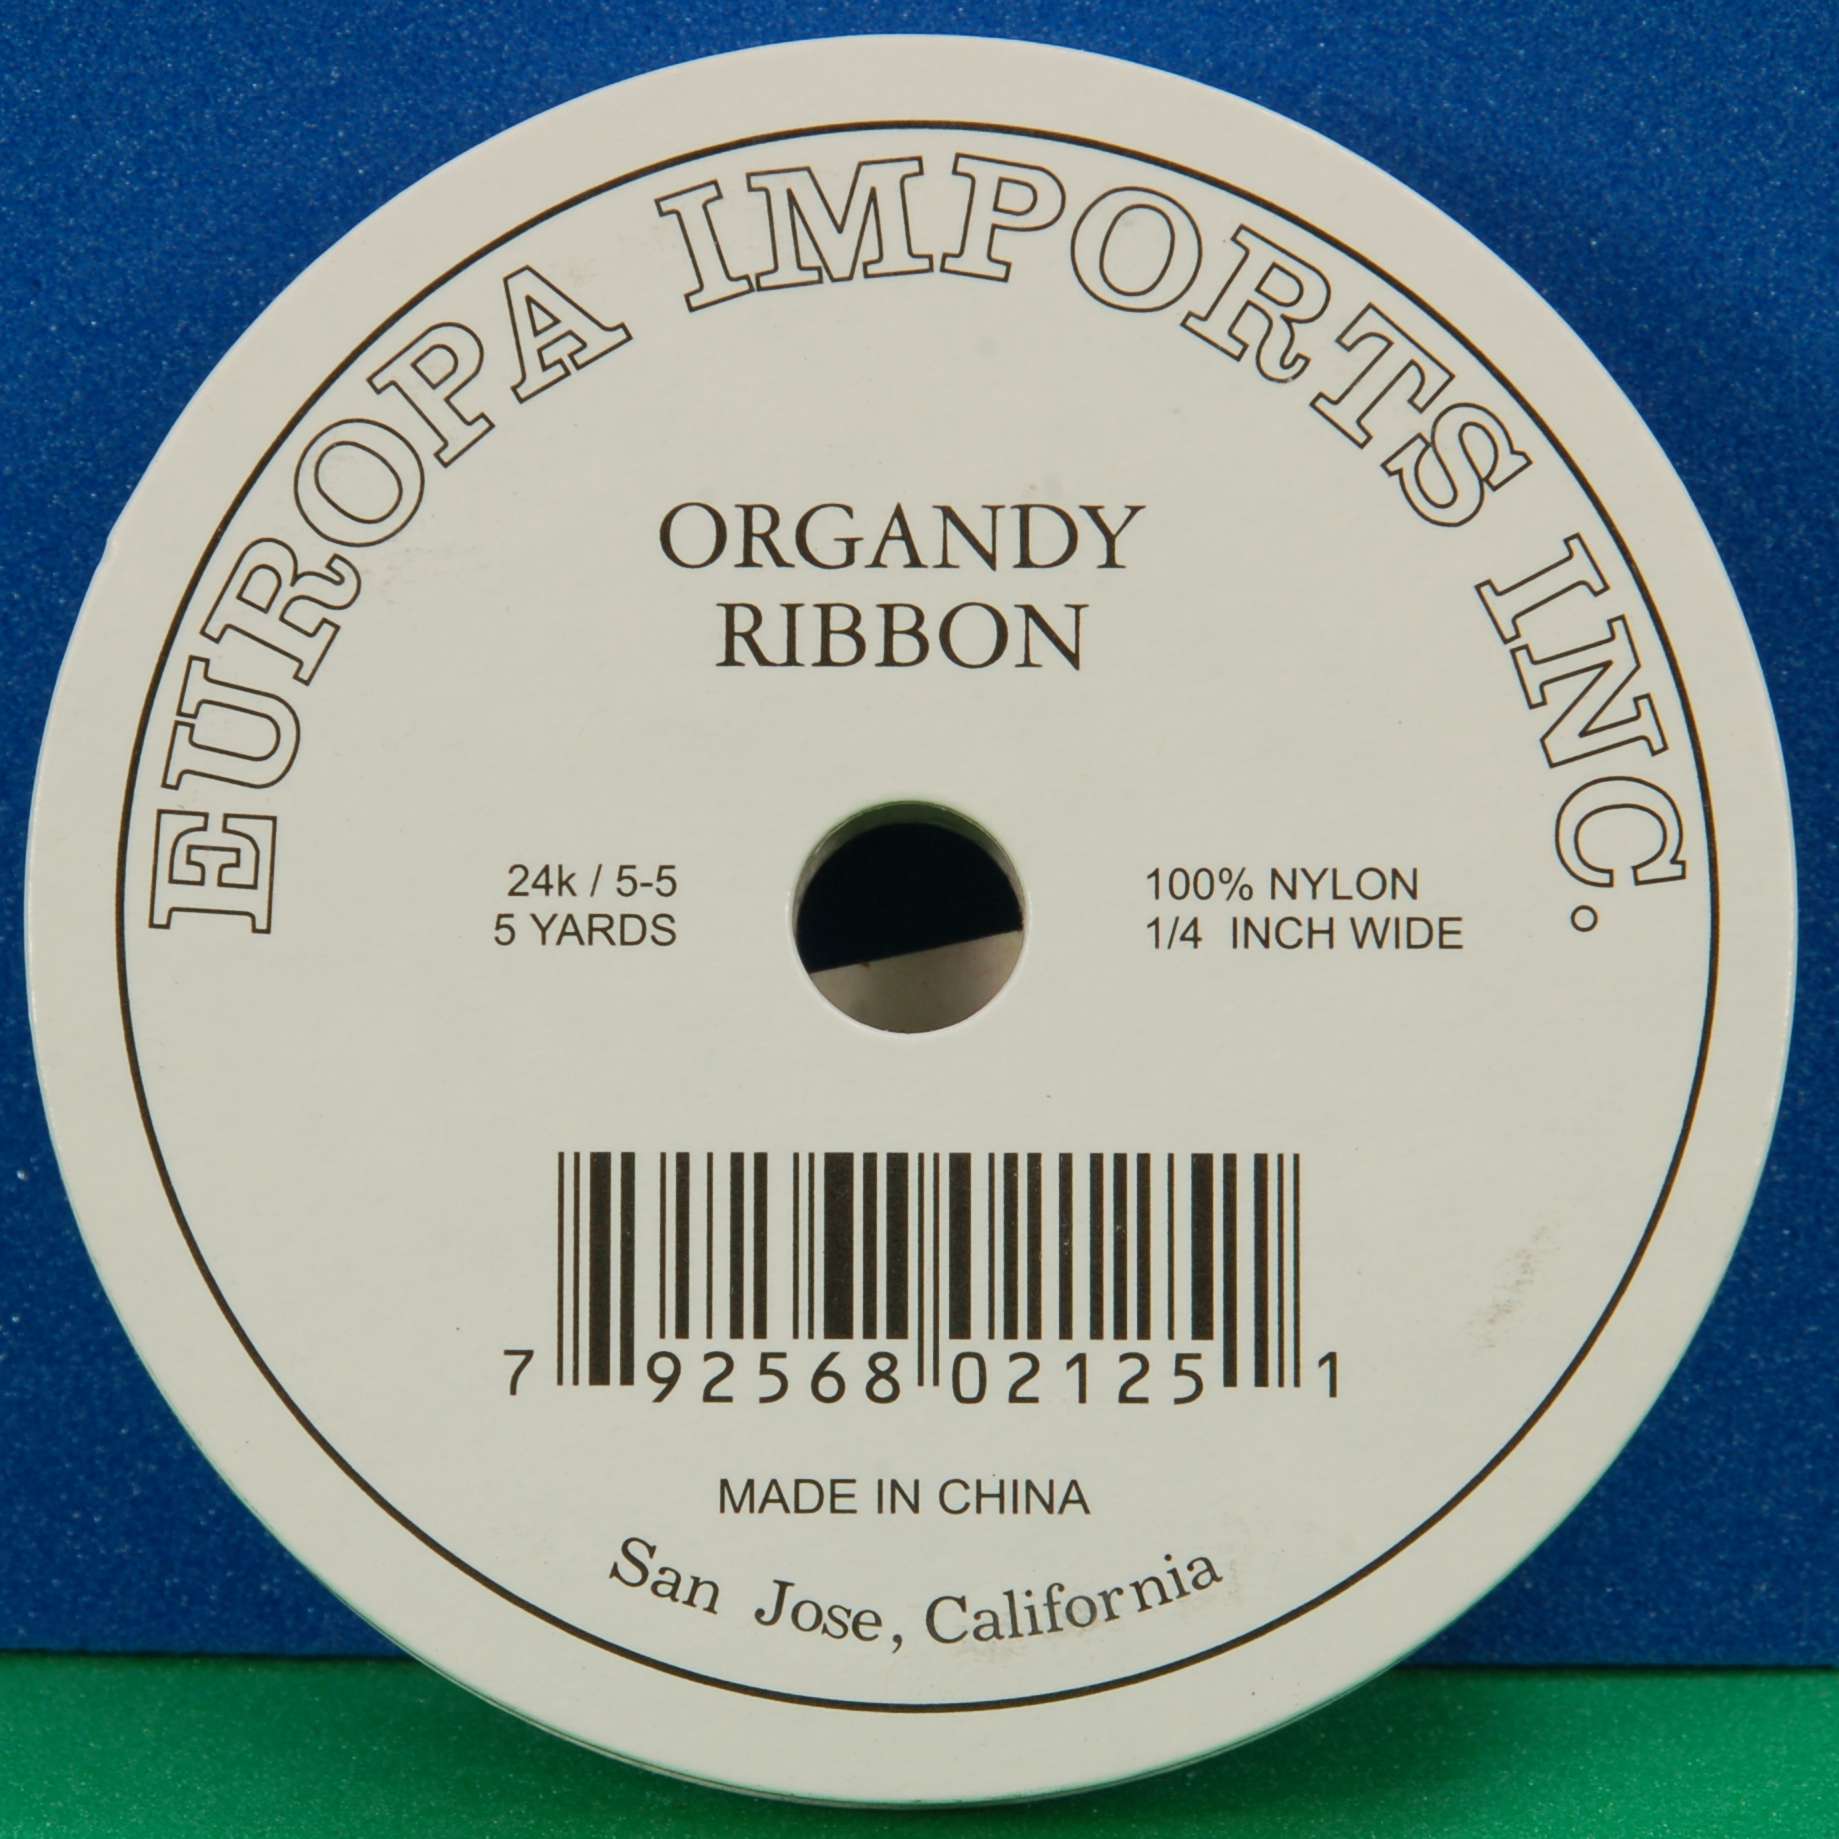 EUROPA IMPORTS INC.
ORGANDY
RIBBON
24k / 5-5
5 YARDS
100% NYLON
1/4 INCH WIDE
7 92568 02125 1
MADE IN CHINA
San Jose, California